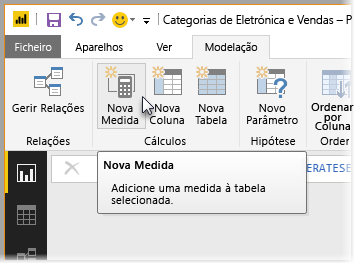 Categorias de Eletrónica e Vendas – P
Ficheiro Aparelhos Ver Modelação
Gerir Relações
Nova Medida
Nova Coluna
Nova Tabela
Novo Parâmetro
Ordenar por Coluna
Relações Cálculos Hipótese Order
Nova Medida
Adicione uma medida à tabela
selecionada.
ERATESE